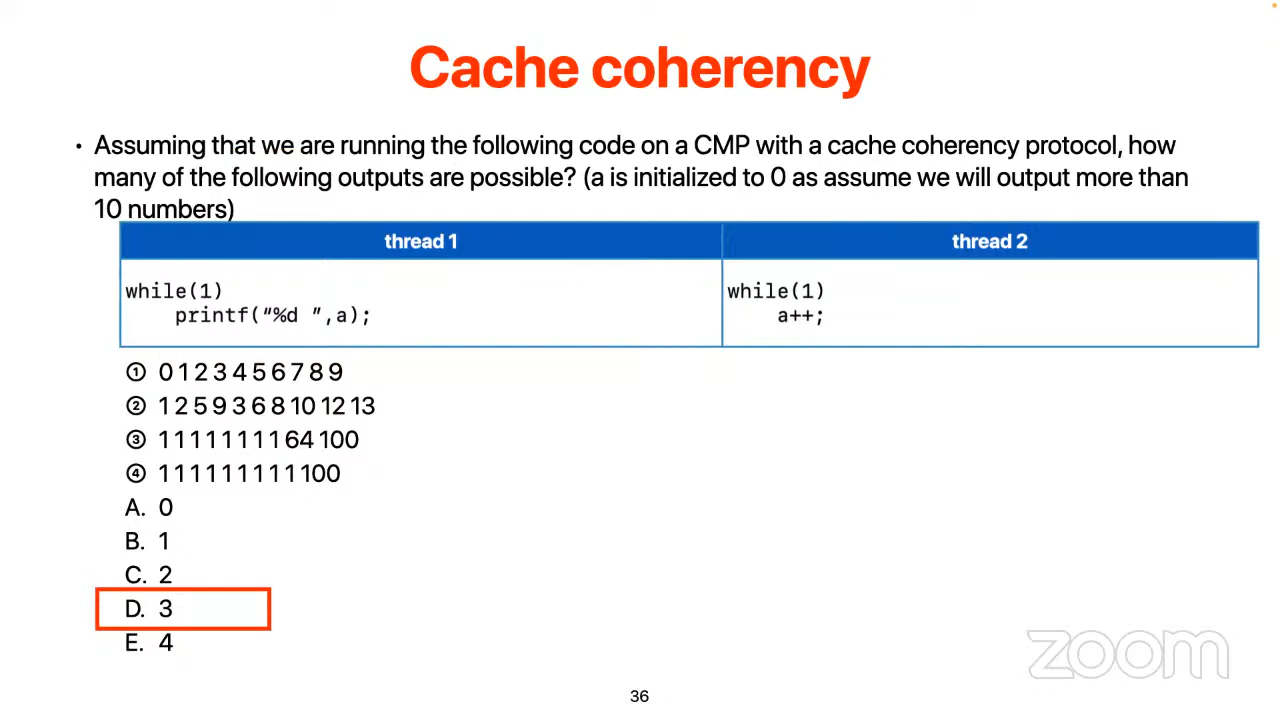 Cache coherency
• Assuming that we are running the following code on a CMP with a cache coherency protocol, how
many of the following outputs are possible? (a is initialized to 0 as assume we will output more than
10 numbers)
thread 1 thread 2
while(1) while(1)
printf(“%d ”,a); a++;
① 0 1 2 3 4 5 6 7 8 9
② 1 2 5 9 3 6 8 10 12 13
③ 1 1 1 1 1 1 1 1 64 100
④ 1 1 1 1 1 1 1 1 1 100
A. 0
B. 1
C. 2
D. 3
E. 4
zoom
36